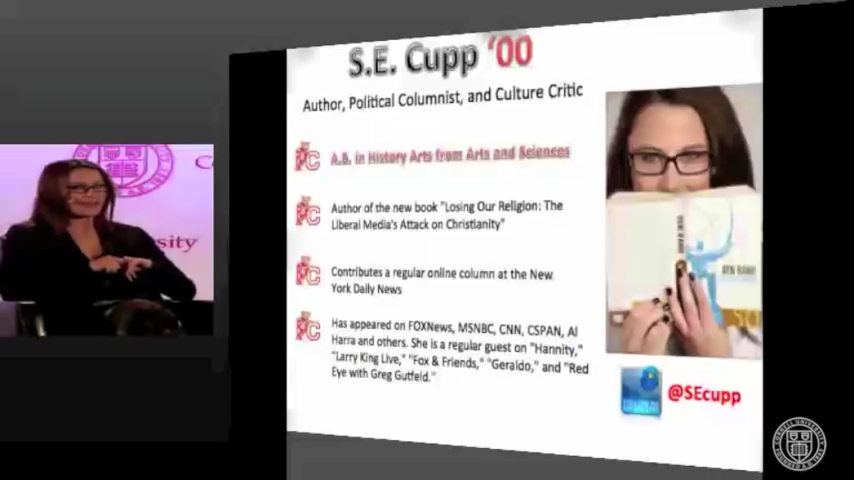 S.E. Cupp '00
Author, Political Columnist, and Culture Critic
A.B. in History Arts from Arts and Sciences
Author of the new book "Losing Our Religion: The
Liberal Media's Attack on Christianity"
Contributes a regular online column at the New
York Daily News
Has appeared on FOXNews, MSNBC, CNN, CSPAN, Al
Harra and others. She is a regular guest on "Hannity,"
"Larry King Live," "Fox & Friends," "Geraldo," and "Red
Eye with Greg Gutfeld."
@SEcupp
AYN RAND